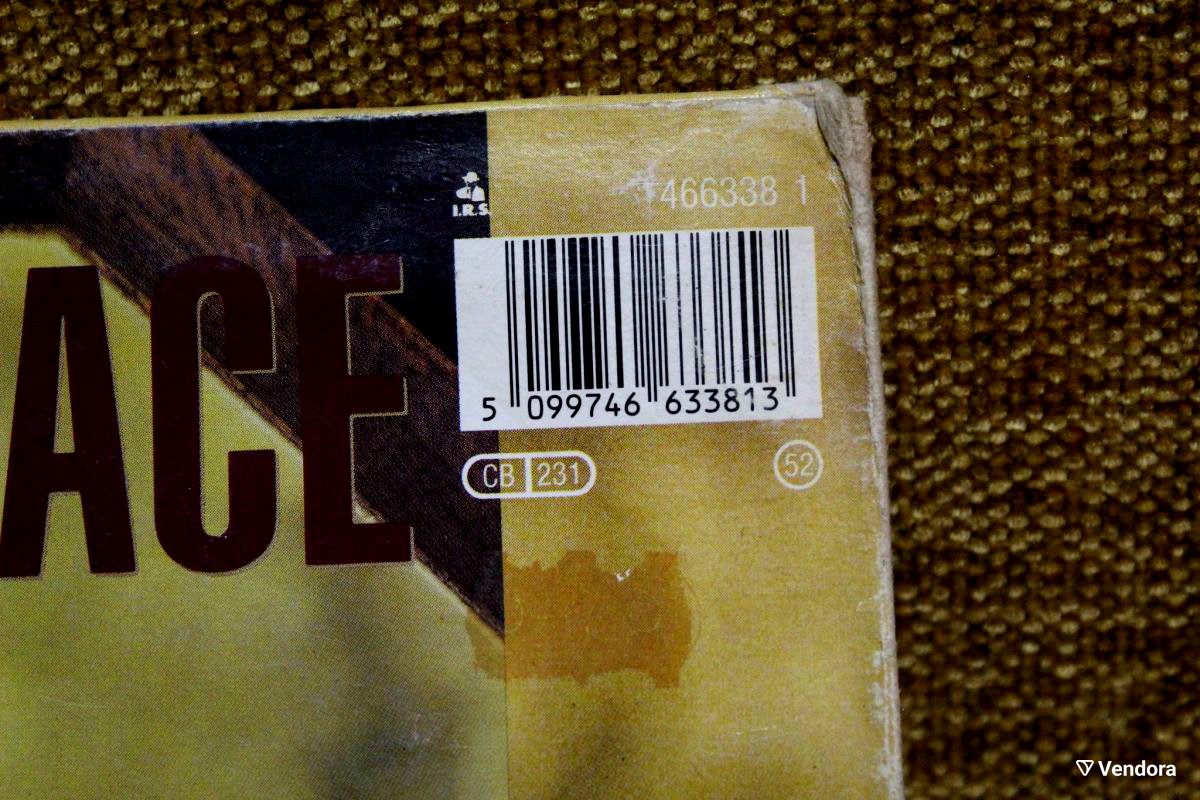 I.R.S.
466338 1
ACE
5 099746 633813
CB 231
52
Vendora